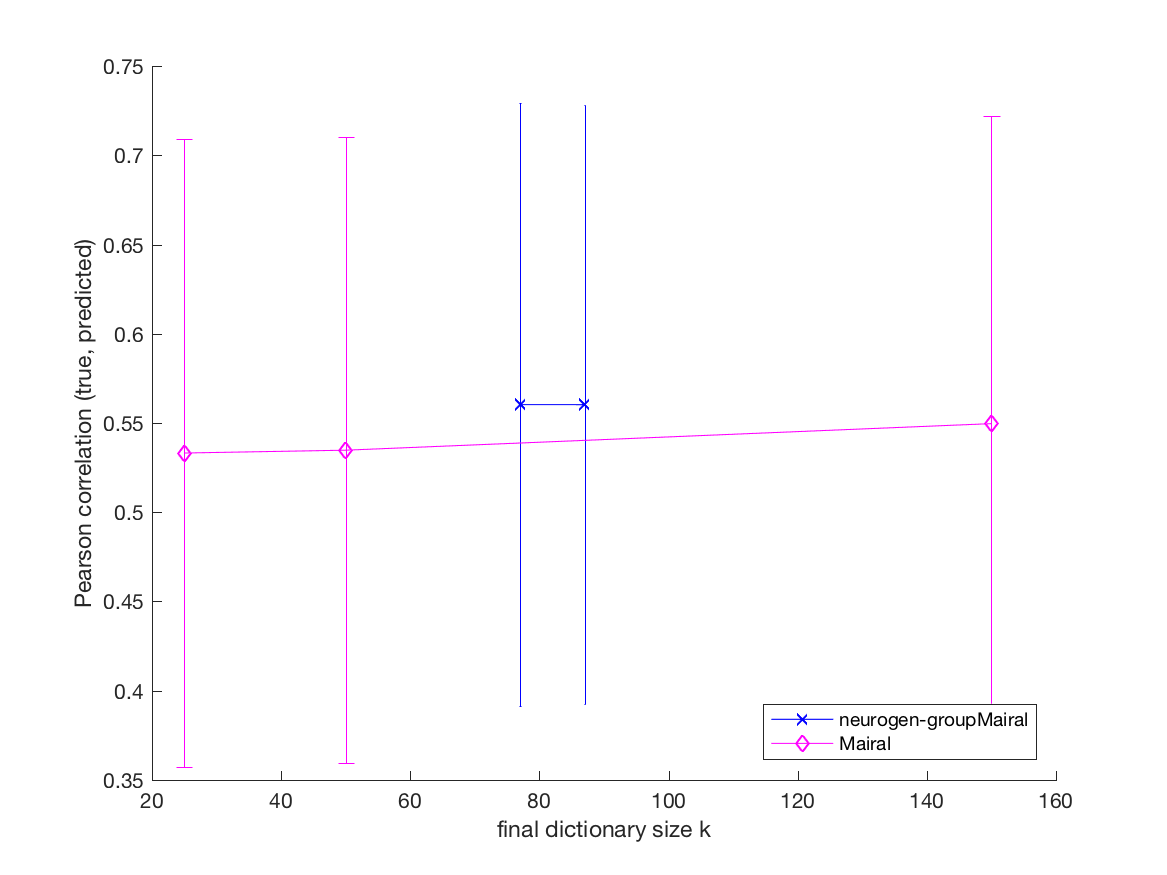 0.75
0.7
0.65
0.6
0.55
0.5
0.45
0.4
0.35
Pearson correlation (true, predicted)
20 40 60 80 100 120 140 160
final dictionary size k
neurogen-groupMairal
Mairal